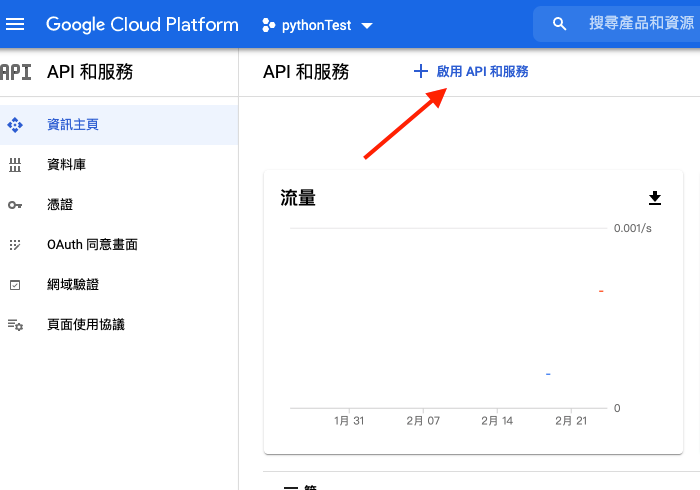 Google Cloud Platform
pythonTest
搜尋產品和資源
API
API 和服務
API 和服務
啟用 API 和服務
資訊主頁
資料庫
憑證
OAuth 同意畫面
網域驗證
頁面使用協議
流量
0.001/s
0
1月 31
2月 07
2月 14
2月 21